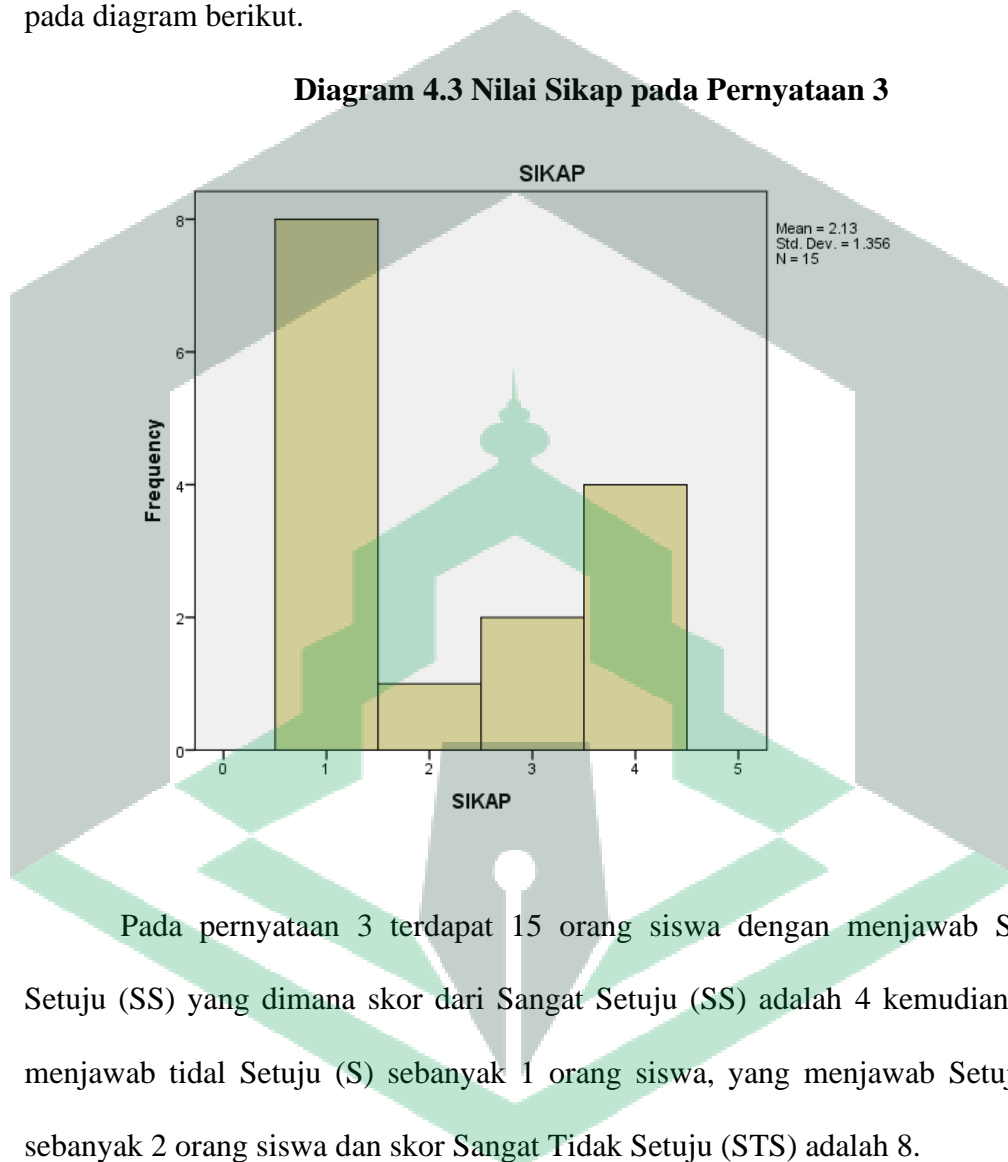 pada diagram berikut.
Diagram 4.3 Nilai Sikap pada Pernyataan 3
SIKAP
Mean = 2.13
Std. Dev. = 1.356
N = 15
8
6
4
2
0
Frequency
0 1 2 3 4 5
SIKAP
Pada pernyataan 3 terdapat 15 orang siswa dengan menjawab
Setuju (SS) yang dimana skor dari Sangat Setuju (SS) adalah 4 kemudian
menjawab tidal Setuju (S) sebanyak 1 orang siswa, yang menjawab
sebanyak 2 orang siswa dan skor Sangat Tidak Setuju (STS) adalah 8.